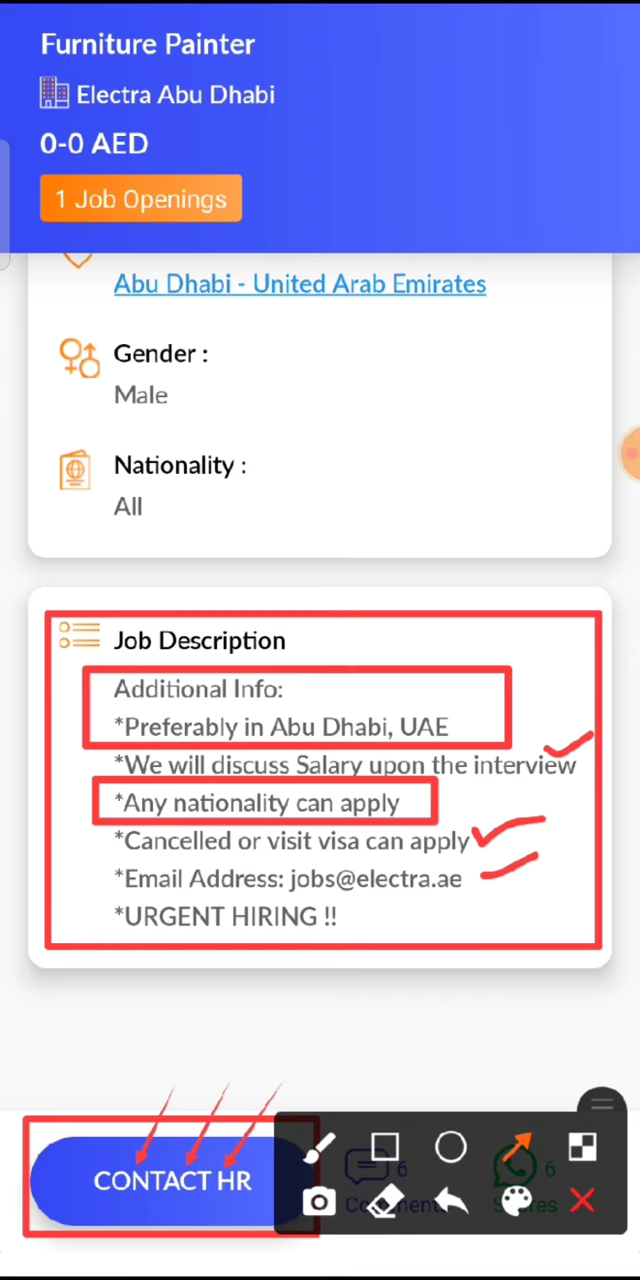 Furniture Painter
Electra Abu Dhabi
0-0 AED
1 Job Openings
Abu Dhabi - United Arab Emirates
Gender :
Male
Nationality :
All
Job Description
Additional Info:
*Preferably in Abu Dhabi, UAE
*We will discuss Salary upon the interview
*Any nationality can apply
*Cancelled or visit visa can apply
*Email Address: jobs@electra.ae
*URGENT HIRING !!
CONTACT HR
6
6